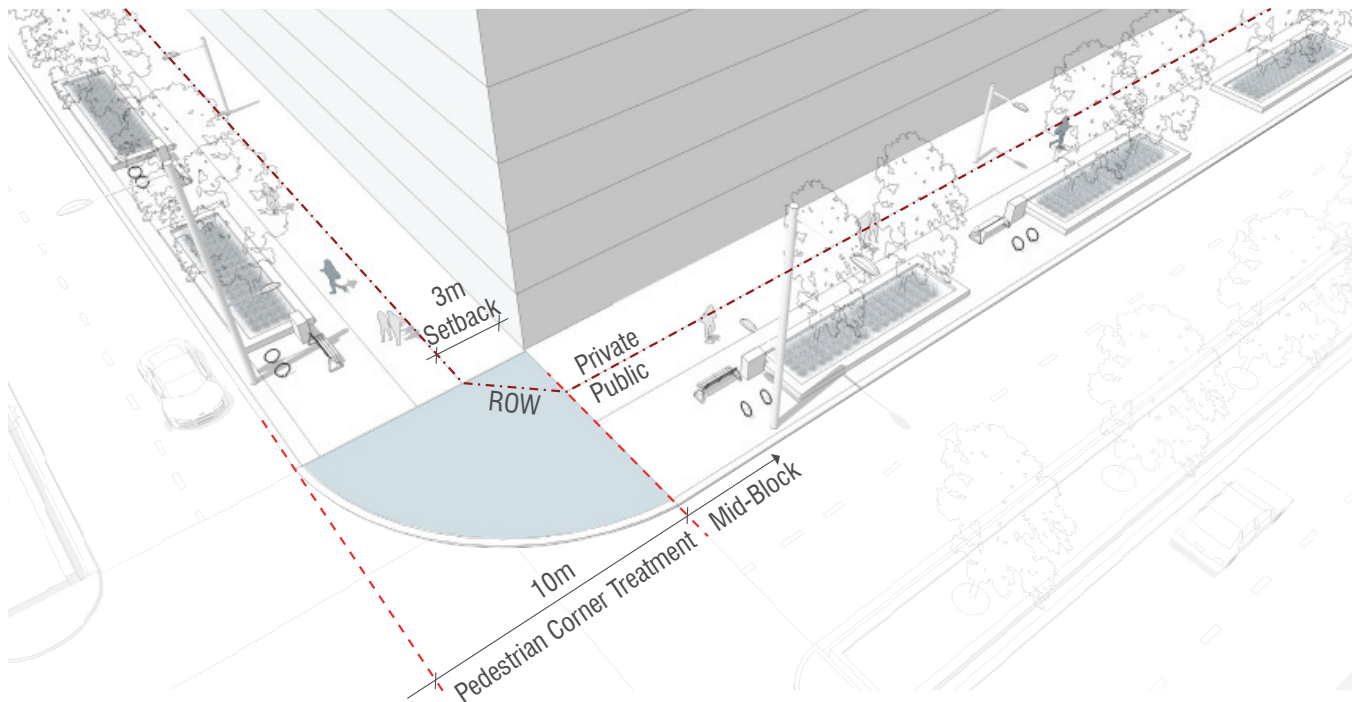 3m
Setback
Private
Public
ROW
10m
Pedestrian Corner Treatment
Mid-Block